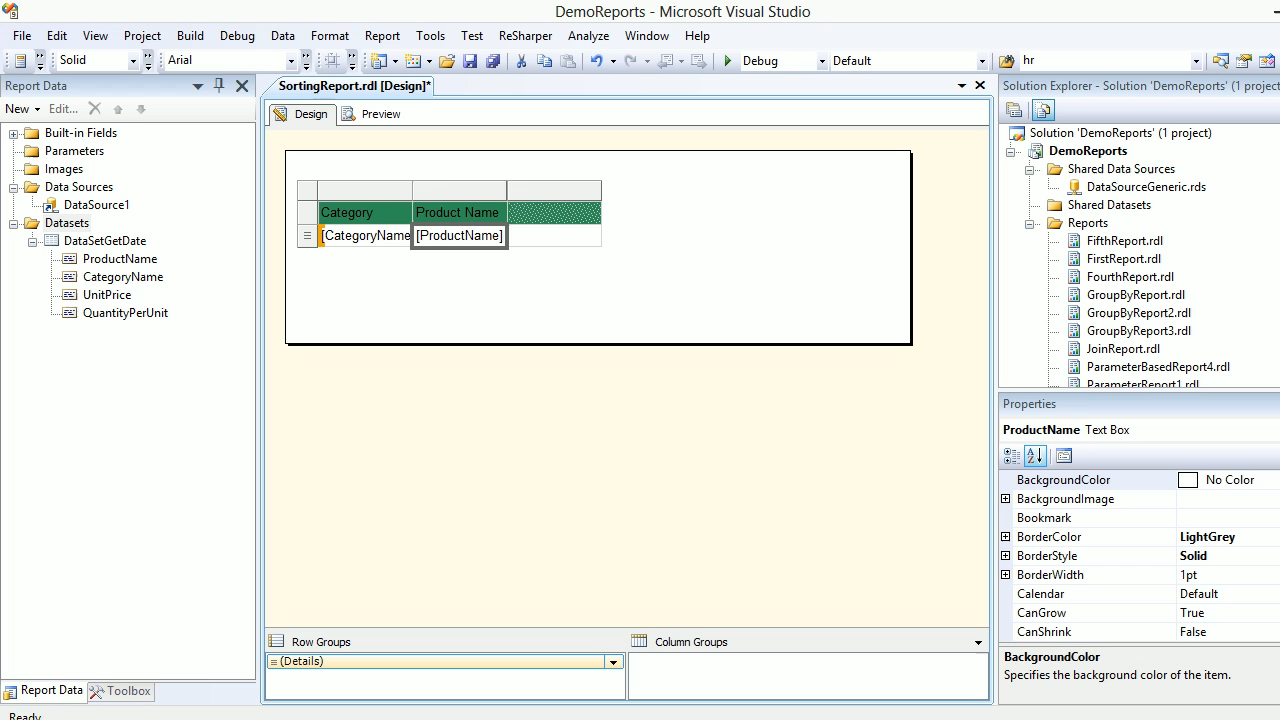 DemoReports - Microsoft Visual Studio
File Edit View Project Build Debug Data Format Report Tools Test ReSharper Analyze Window Help
Solid Arial Debug Default hr
Report Data
New Edit...
Built-in Fields
Parameters
Images
Data Sources
DataSource1
Datasets
DataSetGetDate
ProductName
CategoryName
UnitPrice
QuantityPerUnit
Report Data Toolbox
Ready
SortingReport.rdl [Design]*
Design Preview
Category Product Name
[CategoryName [ProductName]
Row Groups Column Groups
(Details)
Solution Explorer - Solution 'DemoReports' (1 project)
Solution 'DemoReports' (1 project)
DemoReports
Shared Data Sources
DataSourceGeneric.rds
Shared Datasets
Reports
FifthReport.rdl
FirstReport.rdl
FourthReport.rdl
GroupByReport.rdl
GroupByReport2.rdl
GroupByReport3.rdl
JoinReport.rdl
ParameterBasedReport4.rdl
ParameterReport1.rdl
Properties
ProductName Text Box
BackgroundColor No Color
BackgroundImage
Bookmark
BorderColor LightGrey
BorderStyle Solid
BorderWidth 1pt
Calendar Default
CanGrow True
CanShrink False
BackgroundColor
Specifies the background color of the item.